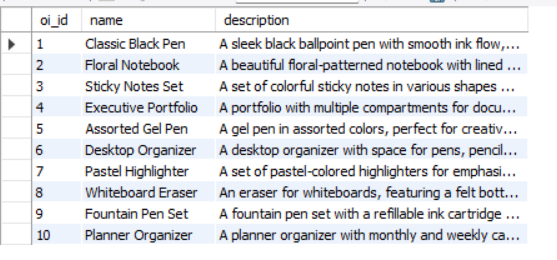 oi_id name description
1 Classic Black Pen A sleek black ballpoint pen with smooth ink flow,...
2 Floral Notebook A beautiful floral-patterned notebook with lined ...
3 Sticky Notes Set A set of colorful sticky notes in various shapes ...
4 Executive Portfolio A portfolio with multiple compartments for docu...
5 Assorted Gel Pen A gel pen in assorted colors, perfect for creativ...
6 Desktop Organizer A desktop organizer with space for pens, pencil...
7 Pastel Highlighter A set of pastel-colored highlighters for emphasi...
8 Whiteboard Eraser An eraser for whiteboards, featuring a felt bott...
9 Fountain Pen Set A fountain pen set with a refillable ink cartridge ...
10 Planner Organizer A planner organizer with monthly and weekly ca...